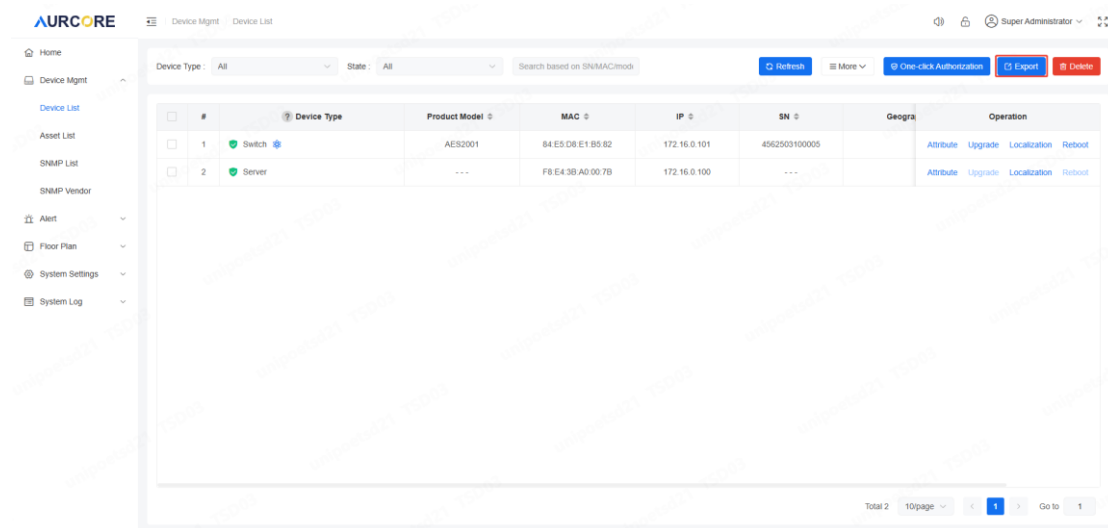 AURCORE
Device Mgmt Device List
Super Administrator
Home
Device Mgmt
Device List
Asset List
SNMP List
SNMP Vendor
Alert
Floor Plan
System Settings
System Log
Device Type : All State : All Search based on SN/MAC/mod Refresh More One-click Authorization Export Delete
# ? Device Type Product Model MAC IP SN Geogra Operation
1 Switch AES2001 84:E5:D8:E1:B5:82 172.16.0.101 4562503100005 Attribute Upgrade Localization Reboot
2 Server - - - F8:E4:3B:A0:00:7B 172.16.0.100 - - - Attribute Upgrade Localization Reboot
Total 2 10/page < 1 > Go to 1